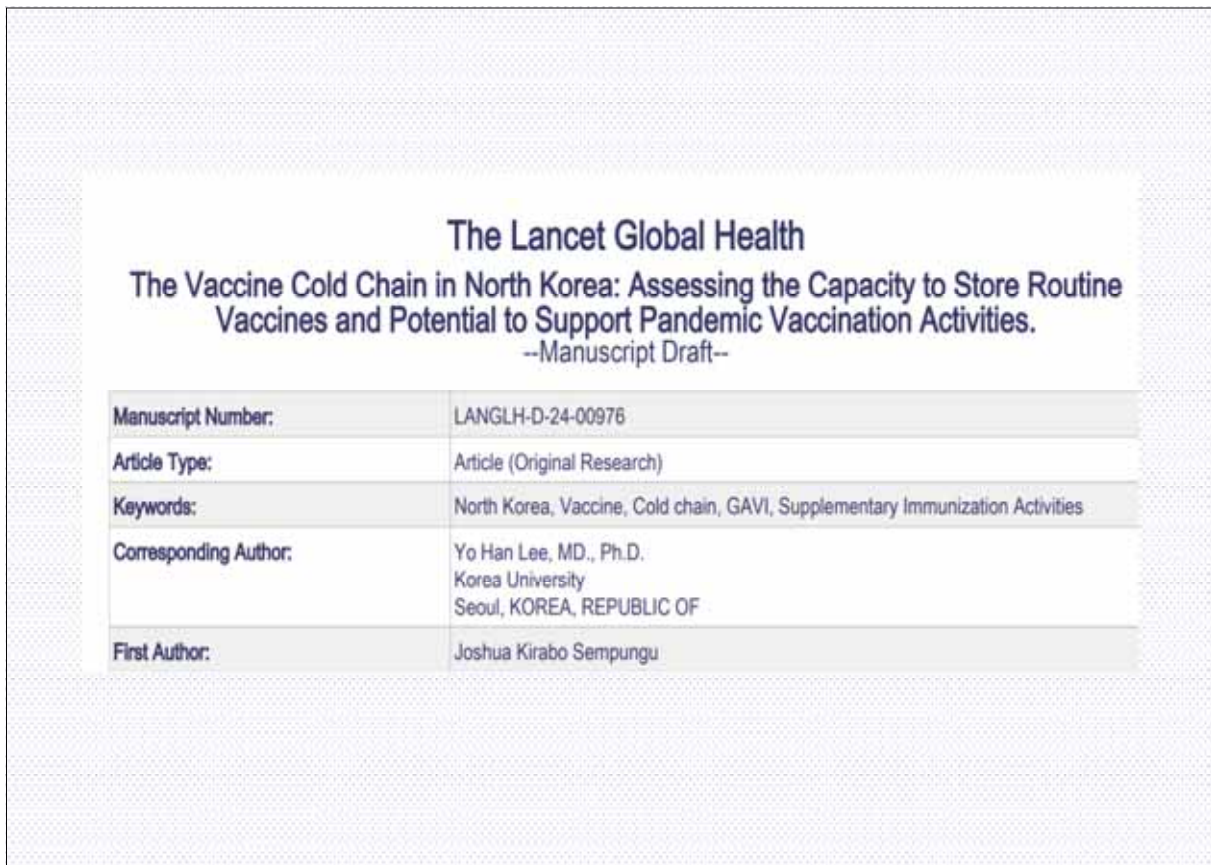 The Lancet Global Health
The Vaccine Cold Chain in North Korea: Assessing the Capacity to Store Routine
Vaccines and Potential to Support Pandemic Vaccination Activities.
--Manuscript Draft--
Manuscript Number: LANGLH-D-24-00976
Article Type: Article (Original Research)
Keywords: North Korea, Vaccine, Cold chain, GAVI, Supplementary Immunization Activities
Corresponding Author: Yo Han Lee, MD., Ph.D.
Korea University
Seoul, KOREA, REPUBLIC OF
First Author: Joshua Kirabo Sempungu